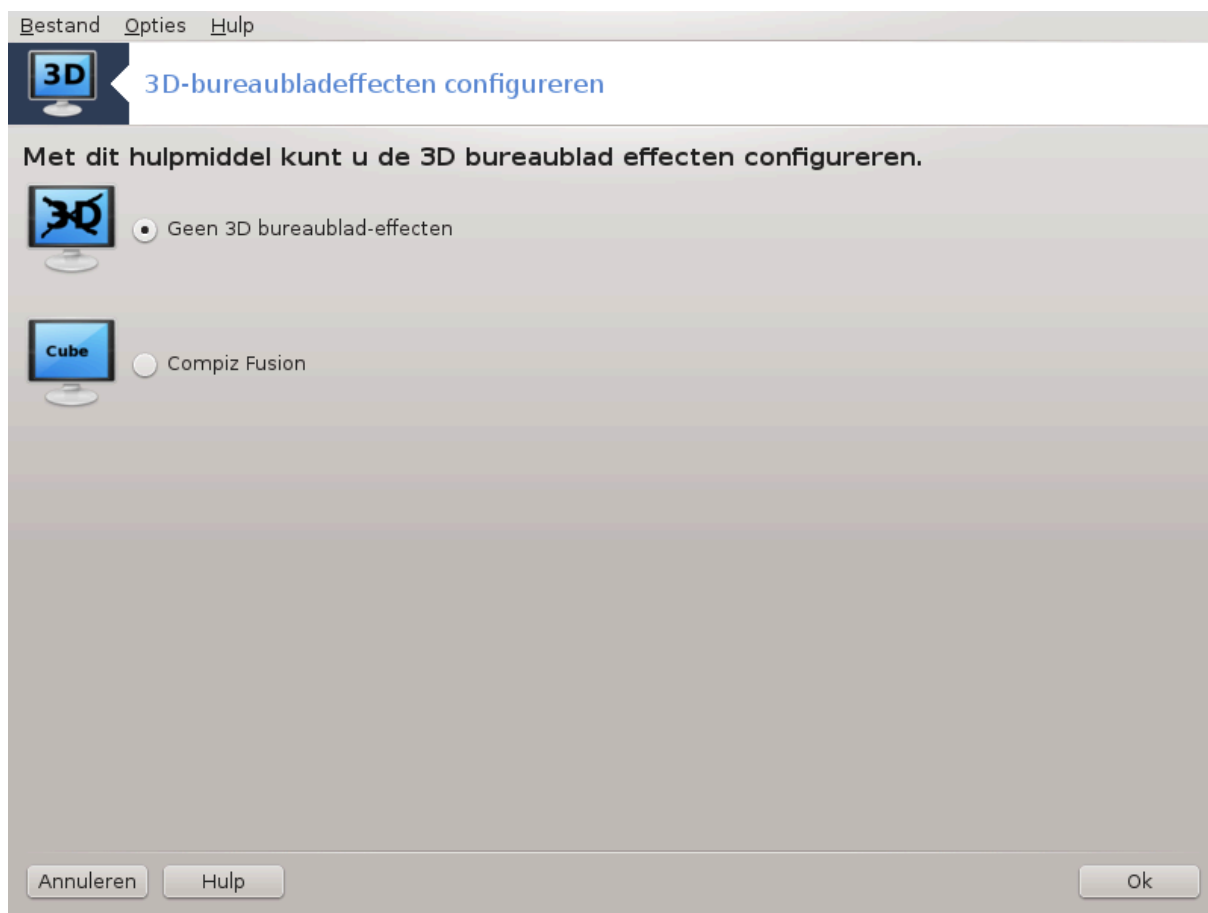 Bestand Opties Hulp
3D
3D-bureaubladeffecten configureren
Met dit hulpmiddel kunt u de 3D bureaublad effecten configureren.
3D
Geen 3D bureaublad-effecten
Cube
Compiz Fusion
Annuleren Hulp Ok